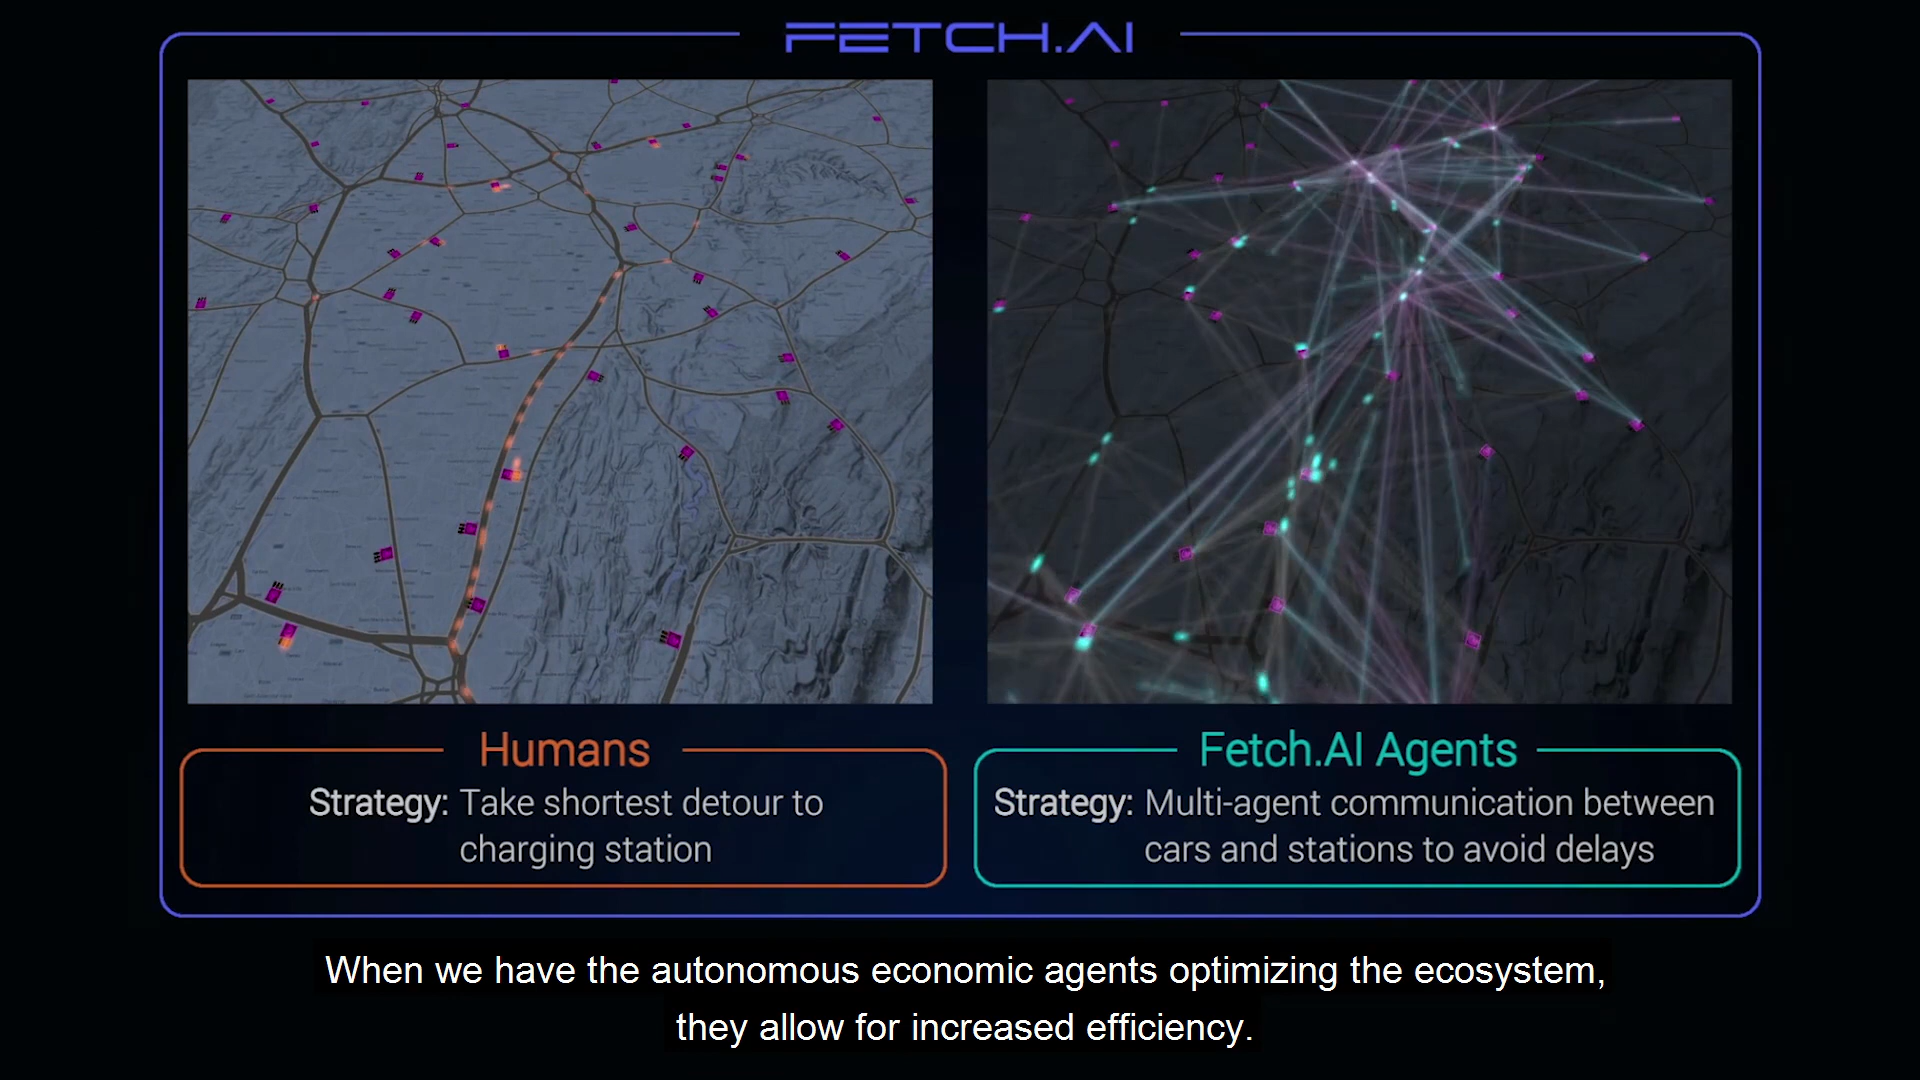 FETCH.AI
Humans
Strategy: Take shortest detour to
charging station
Fetch.AI Agents
Strategy: Multi-agent communication between
cars and stations to avoid delays
When we have the autonomous economic agents optimizing the ecosystem,
they allow for increased efficiency.